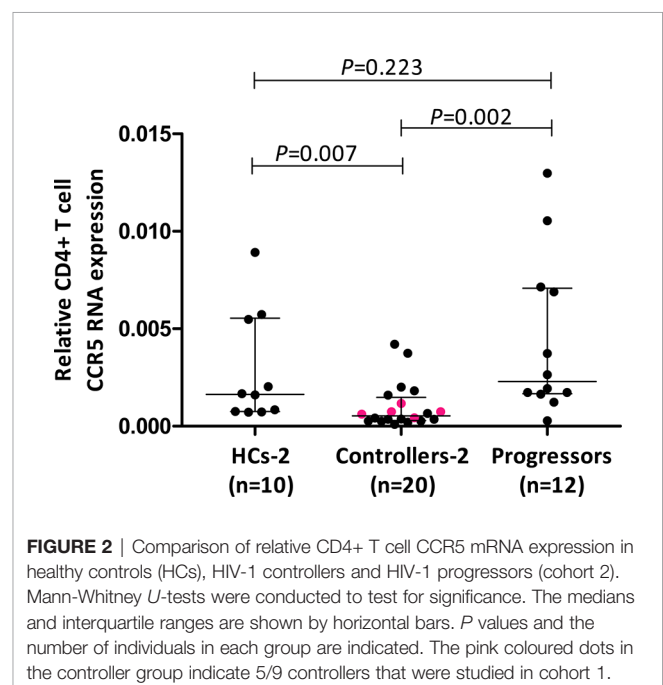 P=0.223
P=0.002
P=0.007
Relative CD4+ T cell
CCR5 RNA expression
0.015
0.010
0.005
0.000
HCs-2 Controllers-2 Progressors
(n=10) (n=20) (n=12)
FIGURE 2 | Comparison of relative CD4+ T cell CCR5 mRNA expression in
healthy controls (HCs), HIV-1 controllers and HIV-1 progressors (cohort 2).
Mann-Whitney U-tests were conducted to test for significance. The medians
and interquartile ranges are shown by horizontal bars. P values and the
number of individuals in each group are indicated. The pink coloured dots in
the controller group indicate 5/9 controllers that were studied in cohort 1.